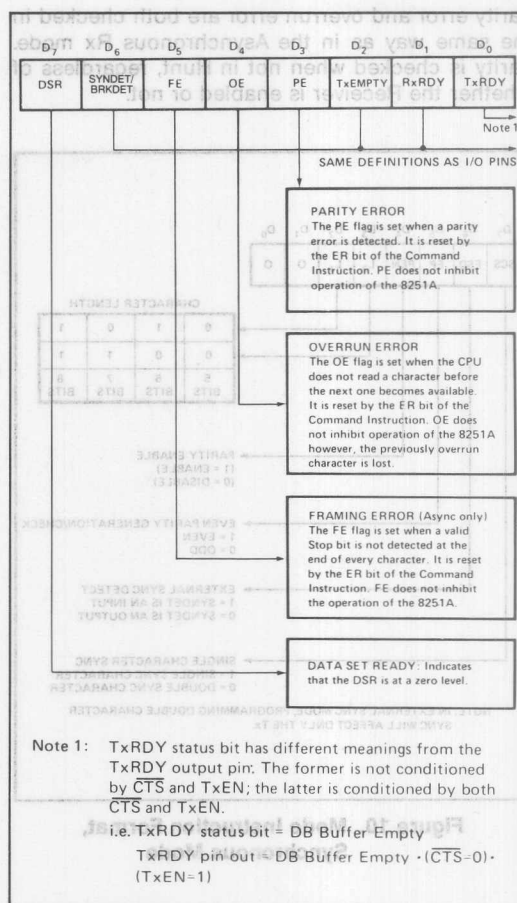 D7 D6 D5 D4 D3 D2 D1 D0
DSR SYNDET/BRKDET FE OE PE TxEMPTY RxRDY TxRDY
Note 1
SAME DEFINITIONS AS I/O PINS
PARITY ERROR
The PE flag is set when a parity
error is detected. It is reset by
the ER bit of the Command
Instruction. PE does not inhibit
operation of the 8251A.
OVERRUN ERROR
The OE flag is set when the CPU
does not read a character before
the next one becomes available.
It is reset by the ER bit of the
Command Instruction. OE does
not inhibit operation of the 8251A
however, the previously overrun
character is lost.
FRAMING ERROR (Async only)
The FE flag is set when a valid
Stop bit is not detected at the
end of every character. It is reset
by the ER bit of the Command
Instruction. FE does not inhibit
the operation of the 8251A.
DATA SET READY: Indicates
that the DSR is at a zero level.
Note 1: TxRDY status bit has different meanings from the
TxRDY output pin. The former is not conditioned
by C̅T̅S̅ and TxEN; the latter is conditioned by both
C̅T̅S̅ and TxEN.
i.e. TxRDY status bit = DB Buffer Empty
TxRDY pin out = DB Buffer Empty · (C̅T̅S̅=0) ·
(TxEN=1)